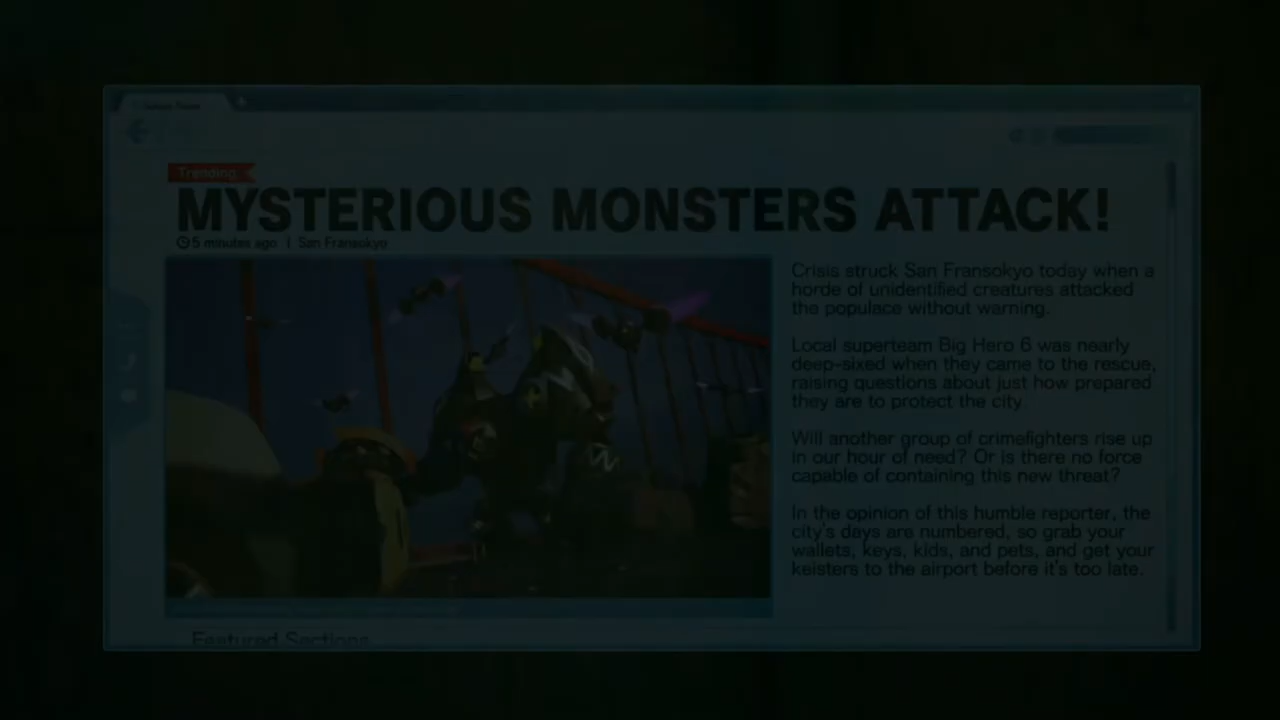 Trending
MYSTERIOUS MONSTERS ATTACK!
5 minutes ago | San Fransokyo
Crisis struck San Fransokyo today when a
horde of unidentified creatures attacked
the populace without warning.
Local superteam Big Hero 6 was nearly
deep-sixed when they came to the rescue,
raising questions about just how prepared
they are to protect the city.
Will another group of crimefighters rise up
in our hour of need? Or is there no force
capable of containing this new threat?
In the opinion of this humble reporter, the
city's days are numbered, so grab your
wallets, keys, kids, and pets, and get your
keisters to the airport before it's too late.
Featured Sections